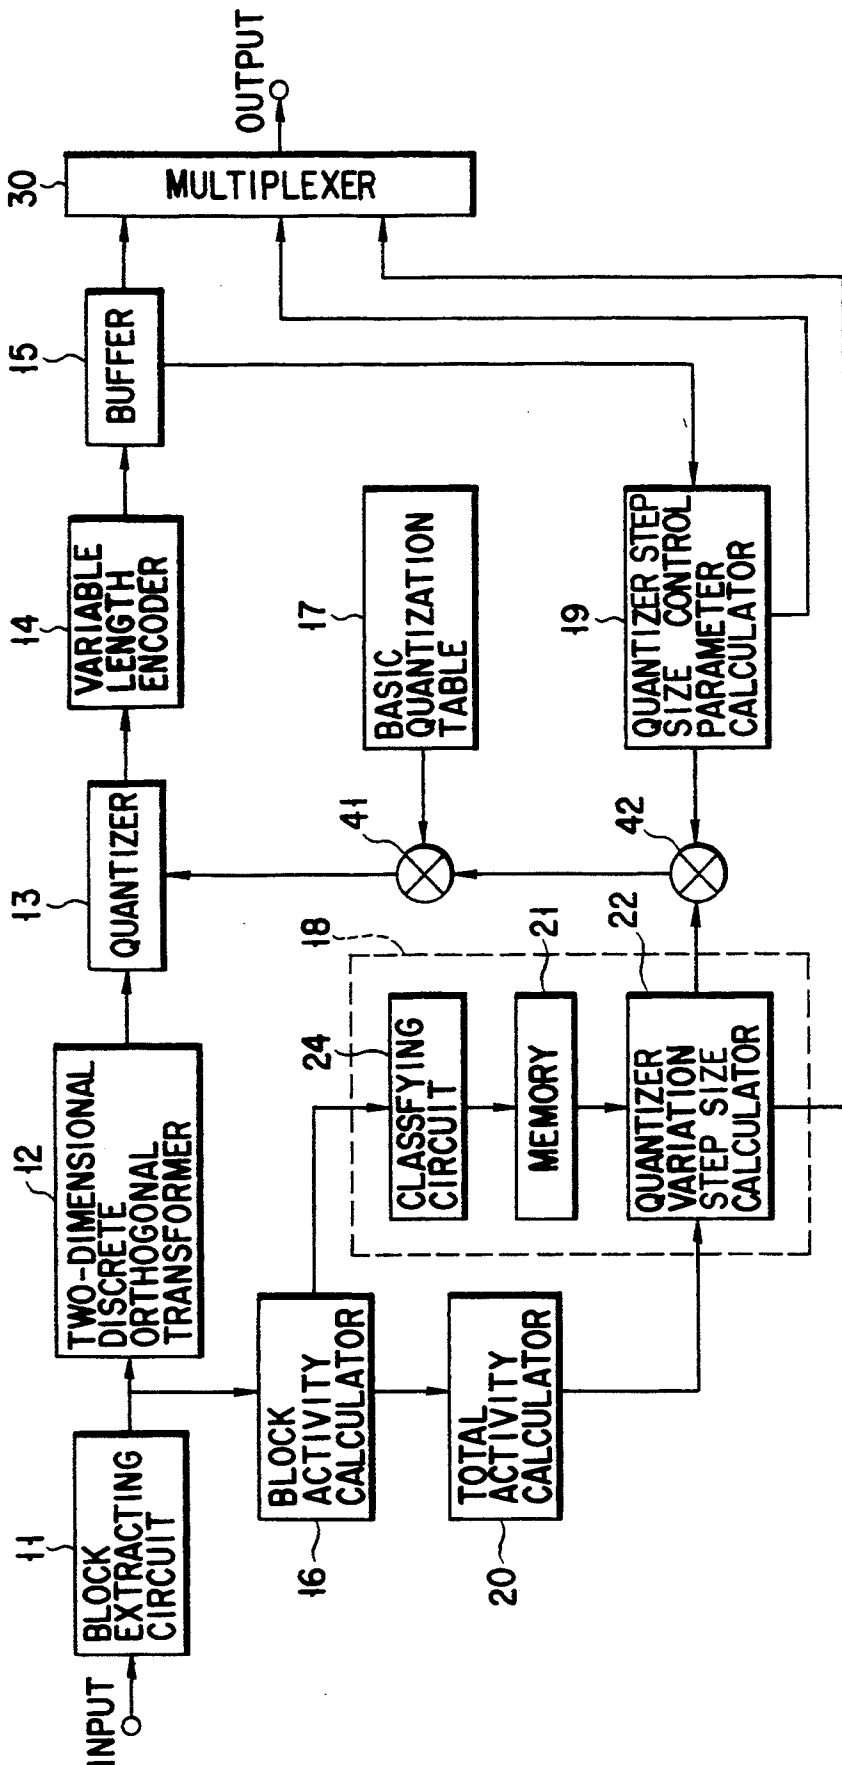 INPUT
11
BLOCK
EXTRACTING
CIRCUIT
12
TWO-DIMENSIONAL
DISCRETE
ORTHOGONAL
TRANSFORMER
13
QUANTIZER
14
VARIABLE
LENGTH
ENCODER
15
BUFFER
30
MULTIPLEXER
OUTPUT
16
BLOCK
ACTIVITY
CALCULATOR
18
24
CLASSFYING
CIRCUIT
41
17
BASIC
QUANTIZATION
TABLE
20
TOTAL
ACTIVITY
CALCULATOR
21
MEMORY
22
QUANTIZER
VARIATION
STEP SIZE
CALCULATOR
42
19
QUANTIZER STEP
SIZE CONTROL
PARAMETER
CALCULATOR